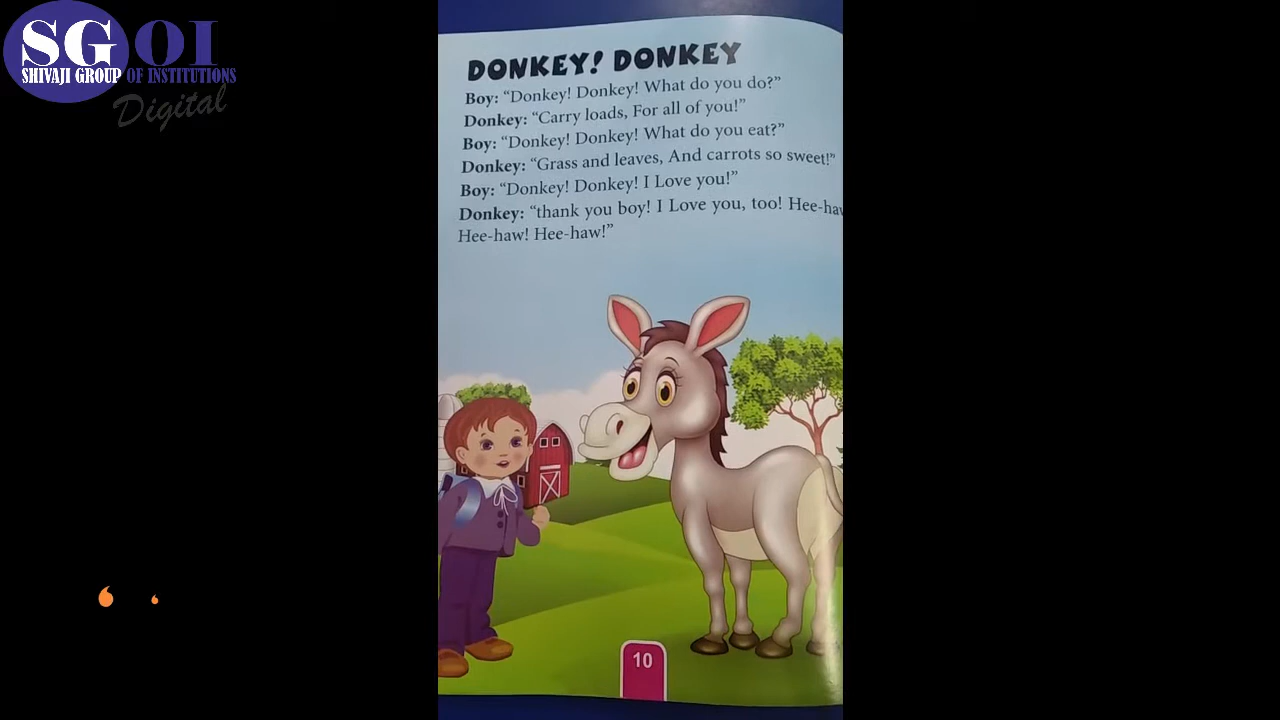 SGOI
SHIVAJI GROUP OF INSTITUTIONS
Digital
DONKEY! DONKEY
Boy: “Donkey! Donkey! What do you do?”
Donkey: “Carry loads, For all of you!”
Boy: “Donkey! Donkey! What do you eat?”
Donkey: “Grass and leaves, And carrots so sweet!”
Boy: “Donkey! Donkey! I Love you!”
Donkey: “thank you boy! I Love you, too!
Hee-haw! Hee-haw!”
10